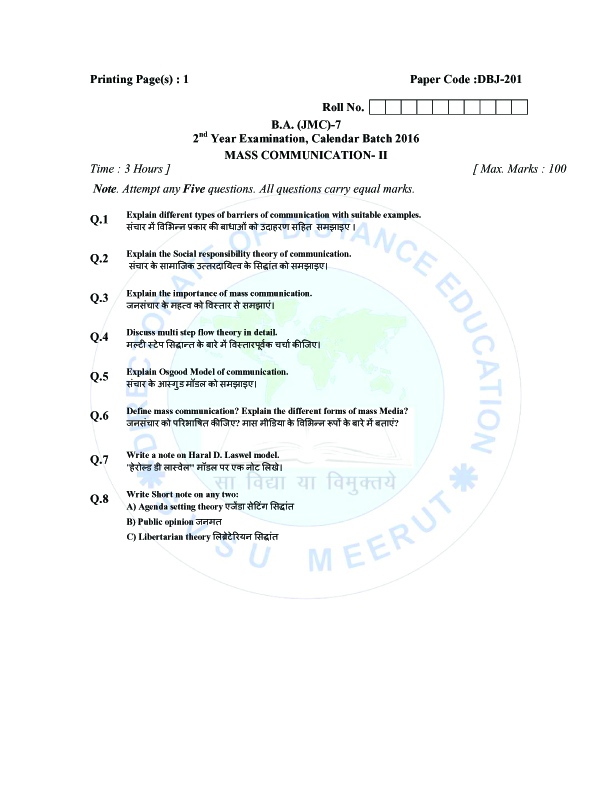 Printing Page(s) : 1 Paper Code :DBJ-201
Roll No.
B.A. (JMC)-7
2nd Year Examination, Calendar Batch 2016
MASS COMMUNICATION- II
Time : 3 Hours ] [ Max. Marks : 100
Note. Attempt any Five questions. All questions carry equal marks.
Q.1 Explain different types of barriers of communication with suitable examples.
संचार में विभिन्न प्रकार की बाधाओं को उदाहरण सहित समझाइए ।
Q.2 Explain the Social responsibility theory of communication.
संचार के सामाजिक उत्तरदायित्व के सिद्धांत को समझाइए।
Q.3 Explain the importance of mass communication.
जनसंचार के महत्व को विस्तार से समझाएं।
Q.4 Discuss multi step flow theory in detail.
मल्टी स्टेप सिद्धान्त के बारे में विस्तारपूर्वक चर्चा कीजिए।
Q.5 Explain Osgood Model of communication.
संचार के आस्गुड मॉडल को समझाइए।
Q.6 Define mass communication? Explain the different forms of mass Media?
जनसंचार को परिभाषित कीजिए? मास मीडिया के विभिन्न रूपों के बारे में बताएं?
Q.7 Write a note on Haral D. Laswel model.
"हेरोल्ड डी लास्वेल" मॉडल पर एक नोट लिखे।
Q.8 Write Short note on any two:
A) Agenda setting theory एजेंडा सेटिंग सिद्धांत
B) Public opinion जनमत
C) Libertarian theory लिब्रेटेरियन सिद्धांत
DIRECTORATE OF DISTANCE EDUCATION
सा विद्या या विमुक्तये
SVSU MEERUT